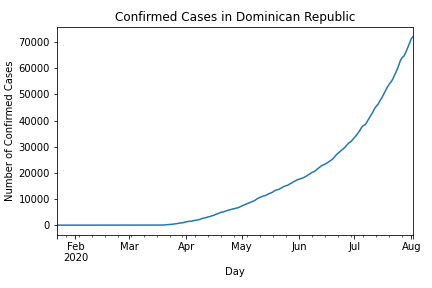 Confirmed Cases in Dominican Republic
70000
60000
50000
40000
30000
20000
10000
0
Number of Confirmed Cases
Feb Mar Apr May Jun Jul Aug
2020
Day